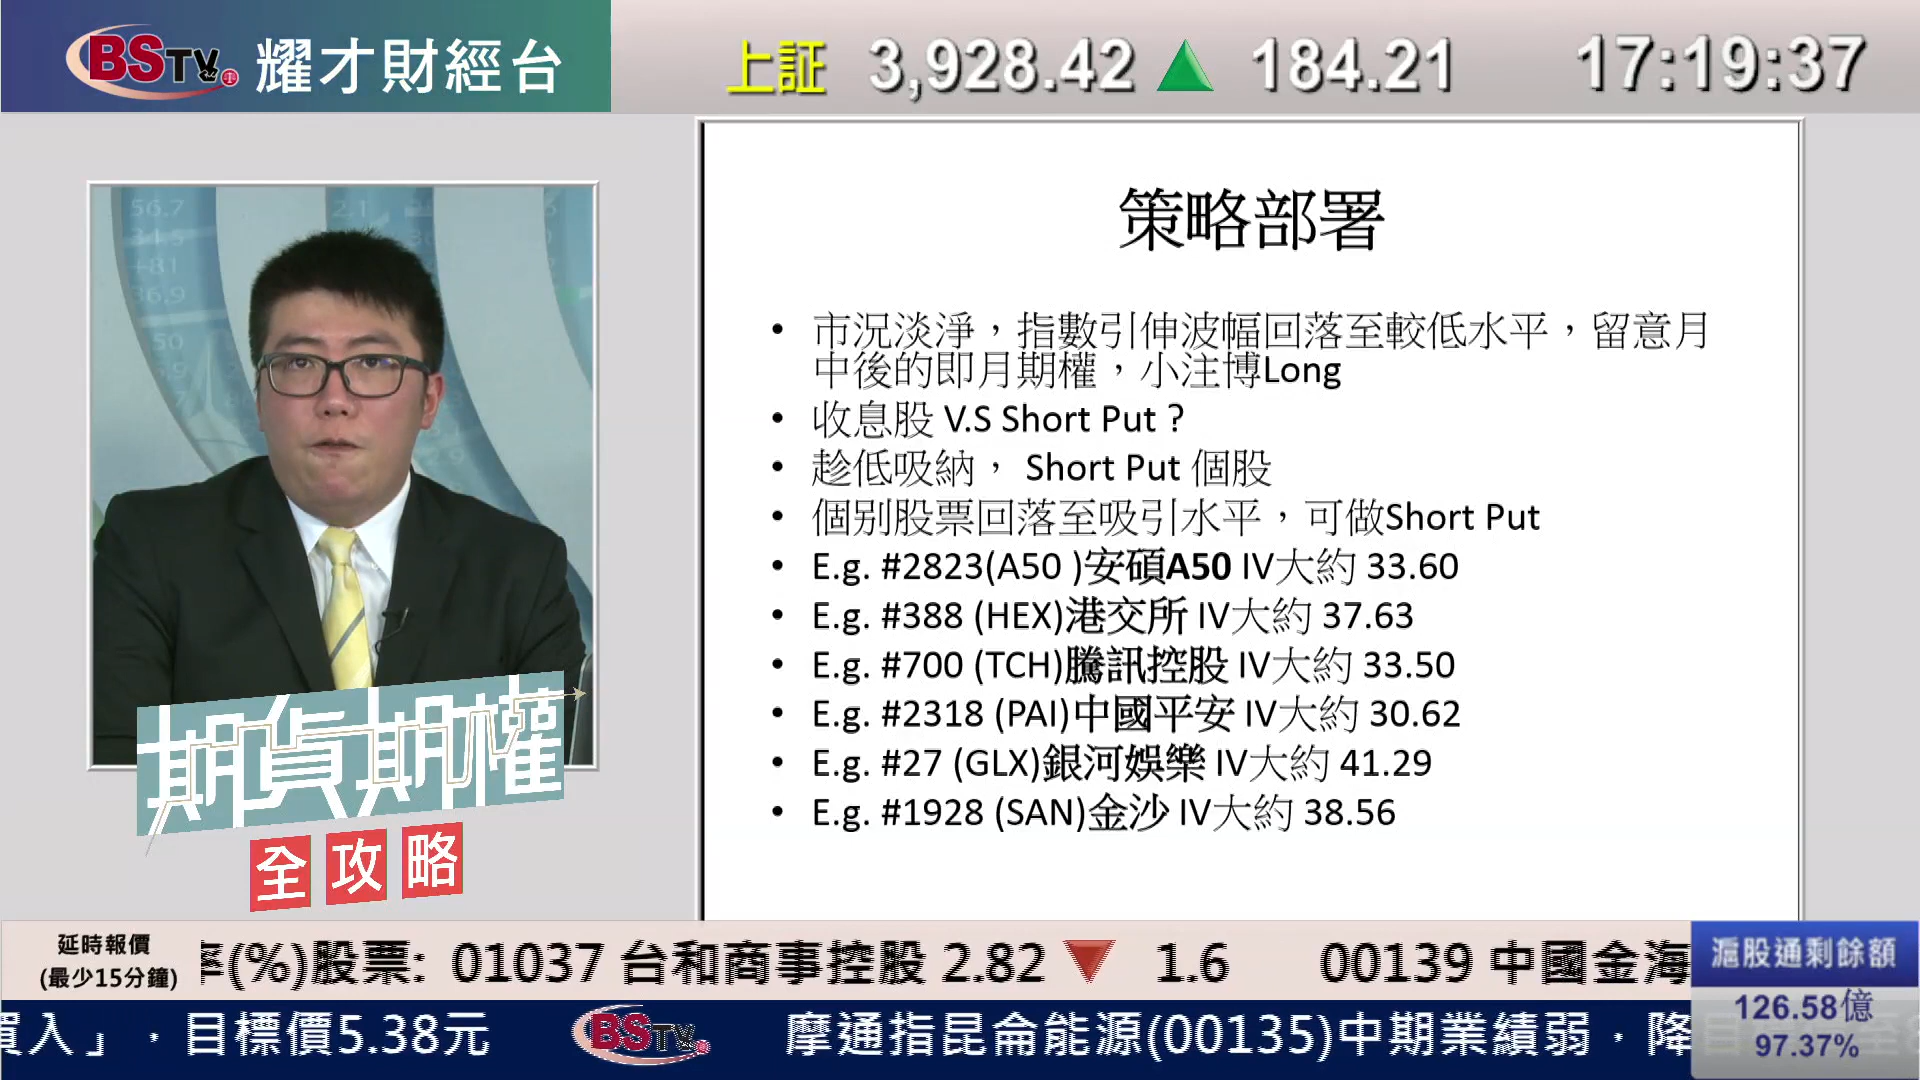 BSTV 耀才財經台
上証 3,928.42 184.21 17:19:37
策略部署
• 市況淡淨，指數引伸波幅回落至較低水平，留意月
中後的即月期權，小注博Long
• 收息股 V.S Short Put ?
• 趁低吸納， Short Put 個股
• 個別股票回落至吸引水平，可做Short Put
• E.g. #2823(A50 )安碩A50 IV大約 33.60
• E.g. #388 (HEX)港交所 IV大約 37.63
• E.g. #700 (TCH)騰訊控股 IV大約 33.50
• E.g. #2318 (PAI)中國平安 IV大約 30.62
• E.g. #27 (GLX)銀河娛樂 IV大約 41.29
• E.g. #1928 (SAN)金沙 IV大約 38.56
期貨期權
全攻略
延時報價
(最少15分鐘)
(%)股票: 01037 台和商事控股 2.82 1.6 00139 中國金海
滬股通剩餘額
126.58億
97.37%
買入」．目標價5.38元 BSTV 摩通指昆侖能源(00135)中期業績弱．降